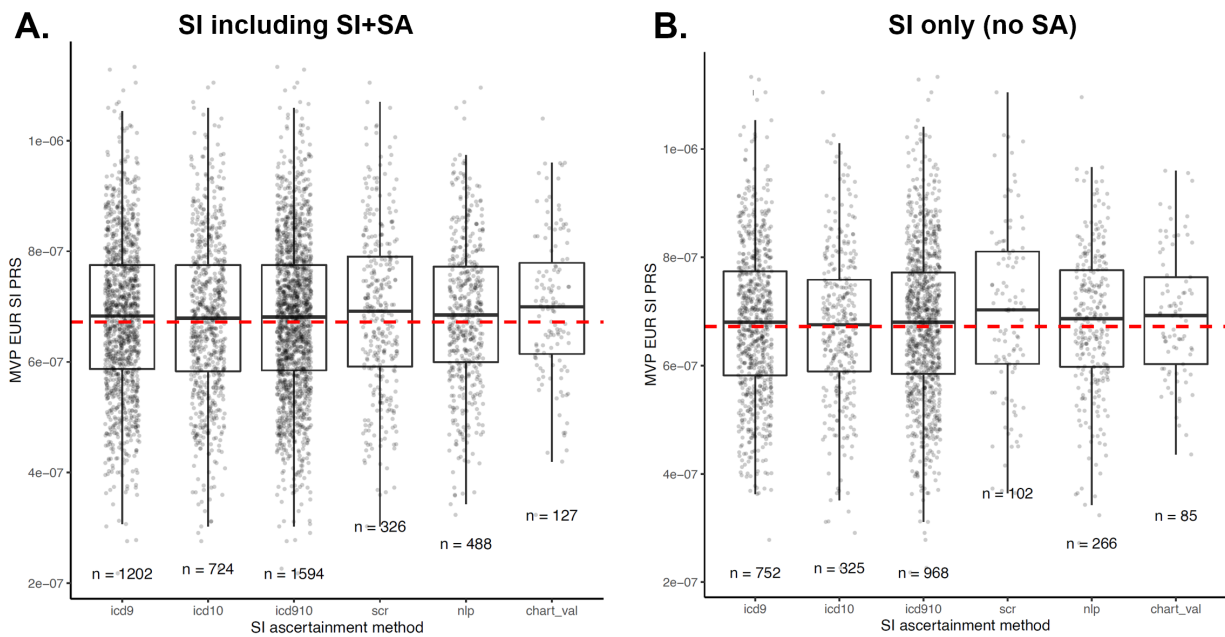 A.
SI including SI+SA
MVP EUR SI PRS
1e-06
8e-07
6e-07
4e-07
2e-07
n = 1202
n = 724
n = 1594
n = 326
n = 488
n = 127
icd9
icd10
icd910
scr
nlp
chart_val
SI ascertainment method
B.
SI only (no SA)
MVP EUR SI PRS
1e-06
8e-07
6e-07
4e-07
2e-07
n = 752
n = 325
n = 968
n = 102
n = 266
n = 85
icd9
icd10
icd910
scr
nlp
chart_val
SI ascertainment method